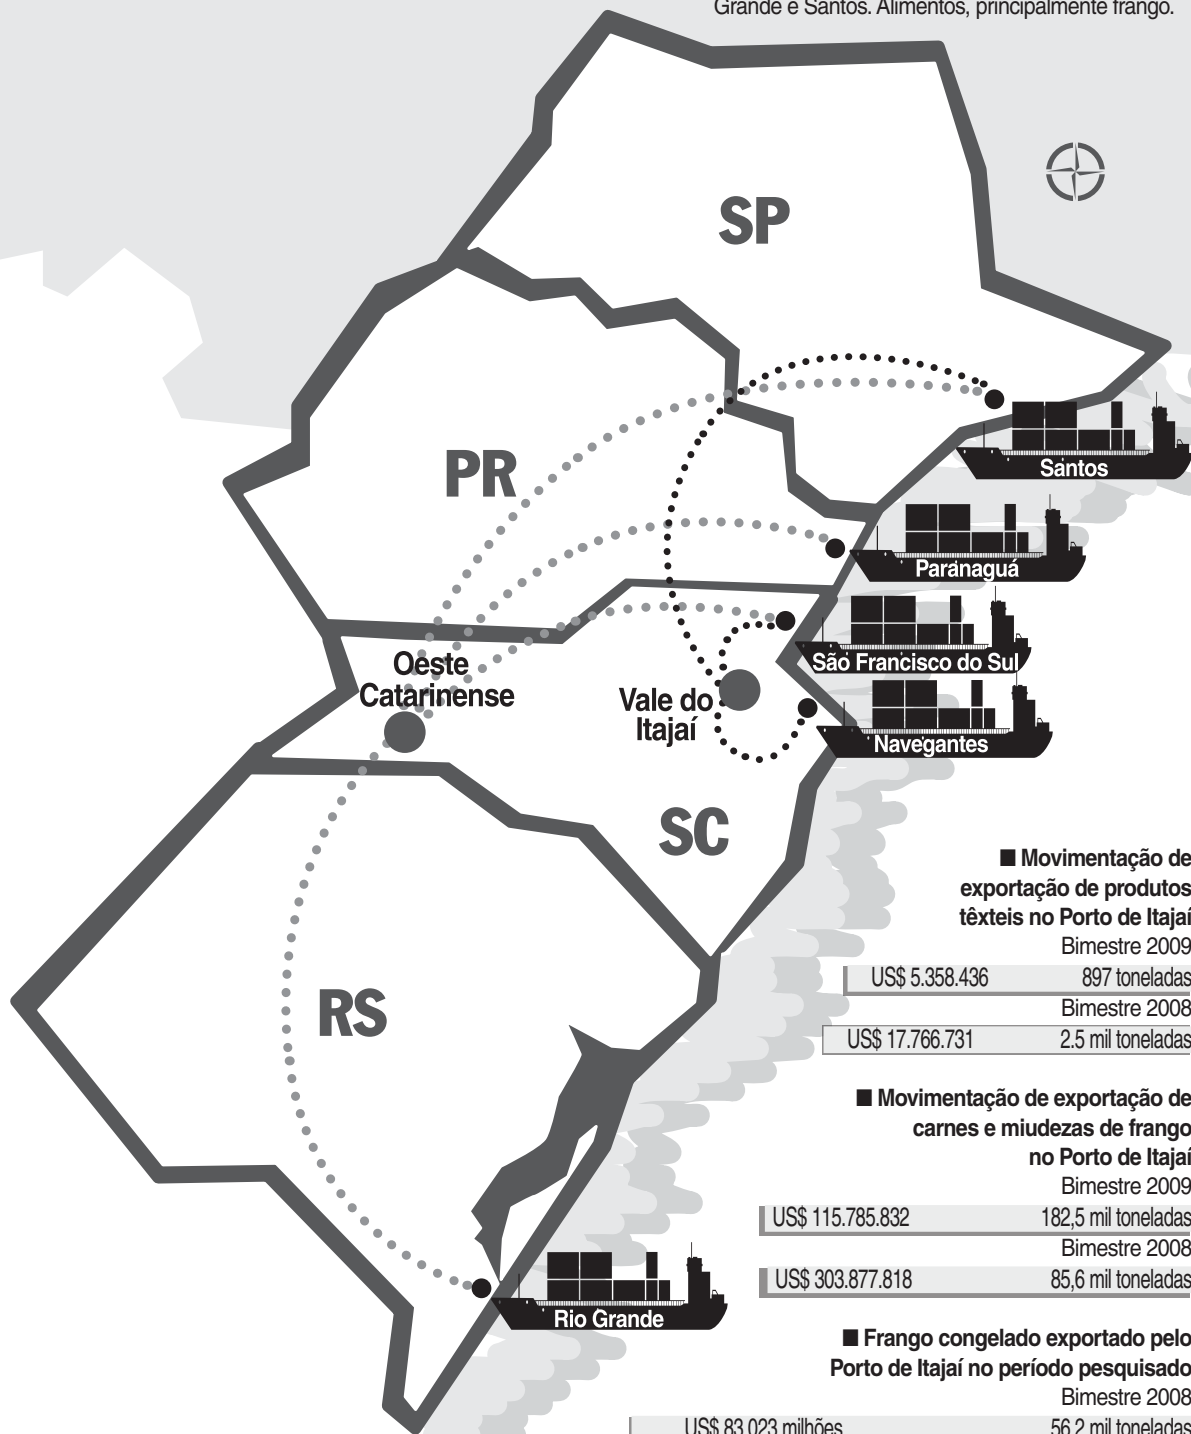 Grande e Santos. Alimentos, principalmente frango.
SP
PR
Santos
Paranaguá
São Francisco do Sul
Oeste
Catarinense
Vale do
Itajaí
Navegantes
SC
RS
Rio Grande
■ Movimentação de
exportação de produtos
têxteis no Porto de Itajaí
Bimestre 2009
US$ 5.358.436 897 toneladas
Bimestre 2008
US$ 17.766.731 2.5 mil toneladas
■ Movimentação de exportação de
carnes e miudezas de frango
no Porto de Itajaí
Bimestre 2009
US$ 115.785.832 182,5 mil toneladas
Bimestre 2008
US$ 303.877.818 85,6 mil toneladas
■ Frango congelado exportado pelo
Porto de Itajaí no período pesquisado
Bimestre 2008
US$ 83.023 milhões 56,2 mil toneladas